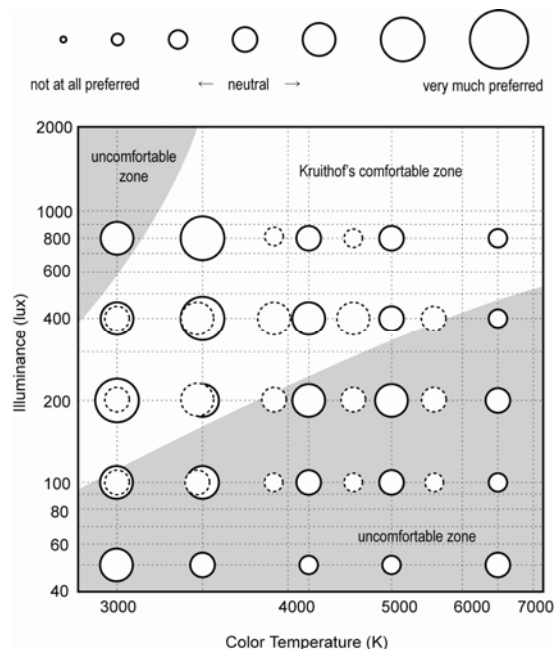 not at all preferred
← neutral →
very much preferred
2000
uncomfortable
zone
Kruithof's comfortable zone
1000
800
600
400
200
100
80
60
40
Illuminance (lux)
uncomfortable zone
3000
4000
5000
6000
7000
Color Temperature (K)